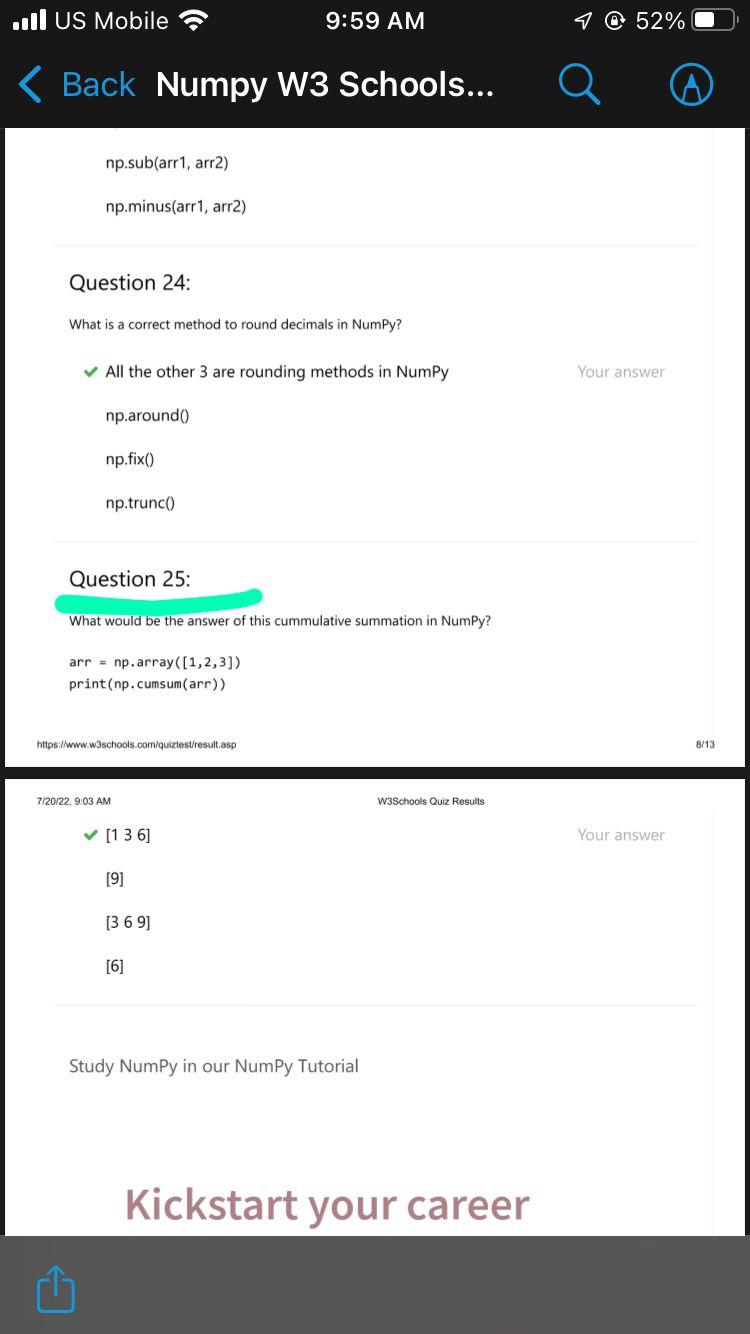 US Mobile 9:59 AM 52%
Back Numpy W3 Schools...
np.sub(arr1, arr2)
np.minus(arr1, arr2)
Question 24:
What is a correct method to round decimals in NumPy?
All the other 3 are rounding methods in NumPy Your answer
np.around()
np.fix()
np.trunc()
Question 25:
What would be the answer of this cummulative summation in NumPy?
arr = np.array([1,2,3])
print(np.cumsum(arr))
https://www.w3schools.com/quiztest/result.asp 8/13
7/20/22, 9:03 AM W3Schools Quiz Results
[1 3 6] Your answer
[9]
[3 6 9]
[6]
Study NumPy in our NumPy Tutorial
Kickstart your career